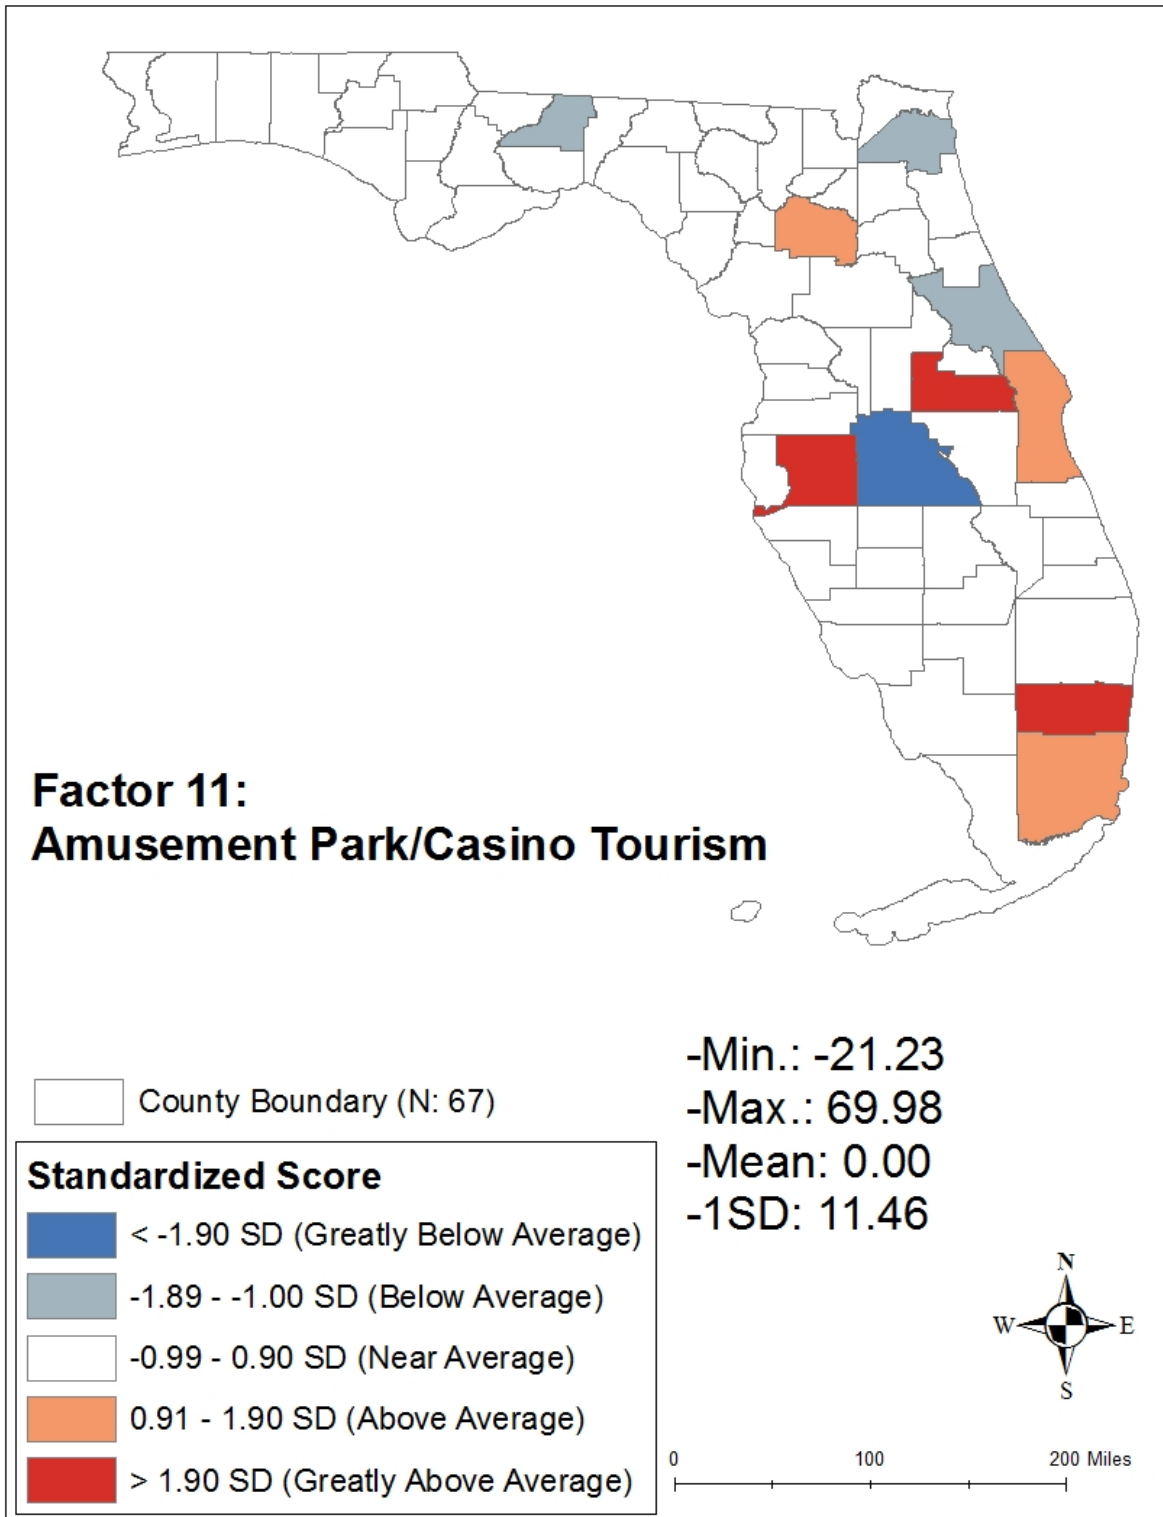 Factor 11:
Amusement Park/Casino Tourism
-Min.: -21.23
-Max.: 69.98
-Mean: 0.00
-1SD: 11.46
County Boundary (N: 67)
Standardized Score
< -1.90 SD (Greatly Below Average)
-1.89 - -1.00 SD (Below Average)
-0.99 - 0.90 SD (Near Average)
0.91 - 1.90 SD (Above Average)
> 1.90 SD (Greatly Above Average)
N
W E
S
0 100 200 Miles